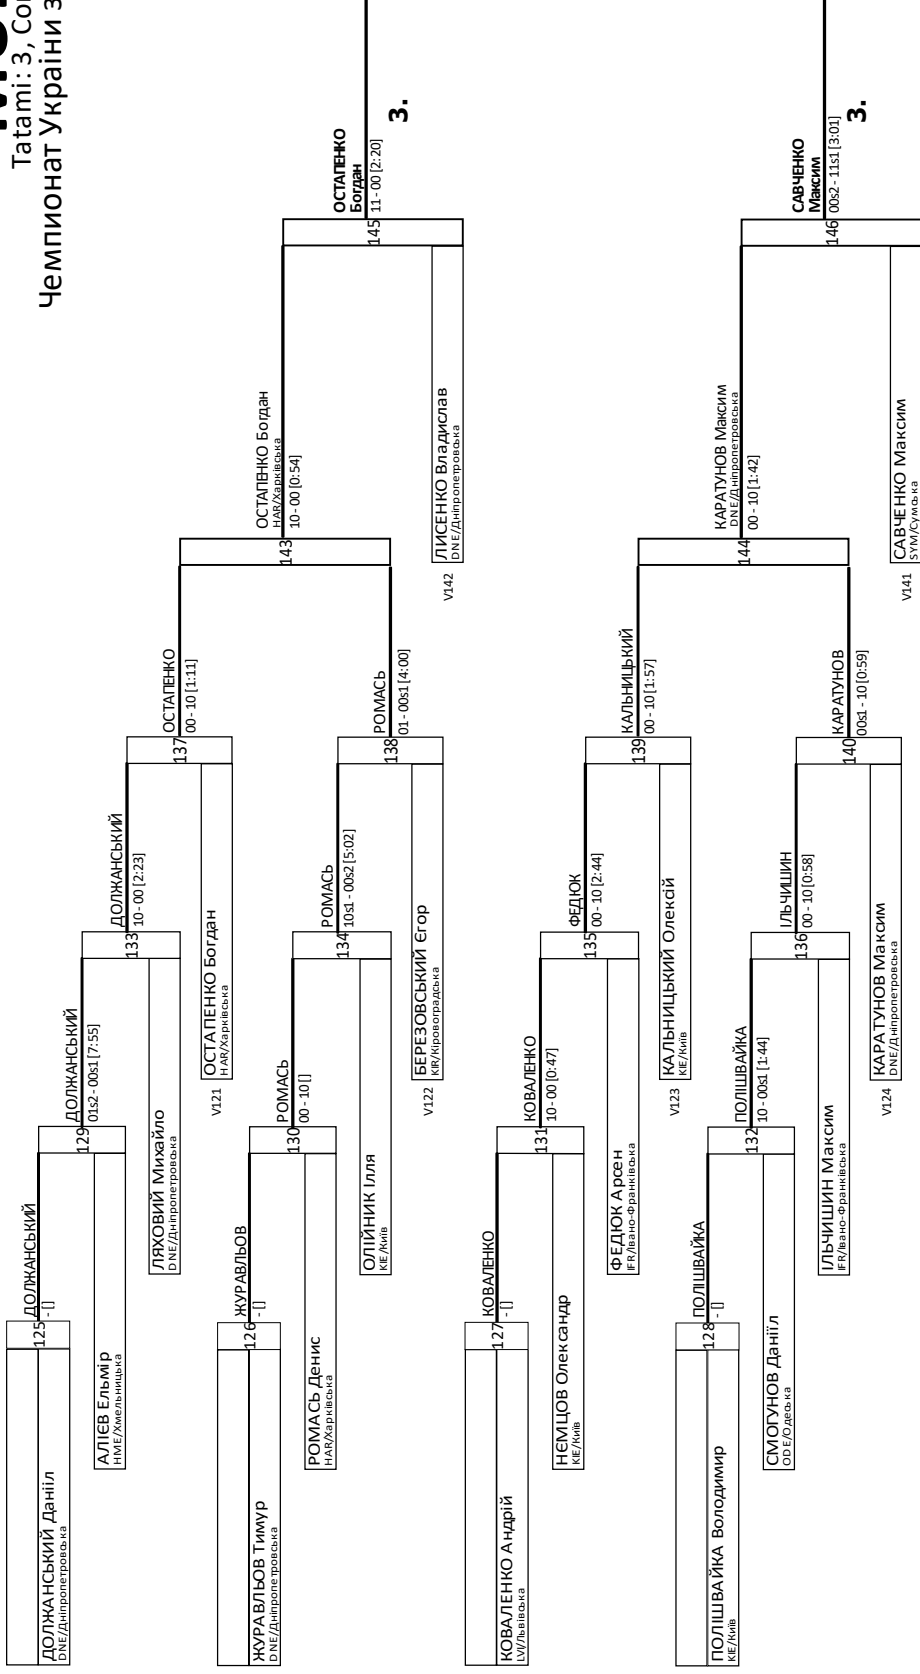 Tatami: 3, Co
Чемпионат України з
ДОЛЖАНСЬКИЙ Данііл
DNE/Дніпропетровська
125
ДОЛЖАНСЬКИЙ
- []
АЛІЄВ Ельмір
HME/Хмельницька
129
ДОЛЖАНСЬКИЙ
01s2 - 00s1 [7:55]
ЛЯХОВИЙ Михайло
DNE/Дніпропетровська
133
ДОЛЖАНСЬКИЙ
10 - 00 [2:23]
V121
ОСТАПЕНКО Богдан
HAR/Харківська
137
ОСТАПЕНКО
00 - 10 [1:11]
ЖУРАВЛЬОВ Тимур
DNE/Дніпропетровська
126
ЖУРАВЛЬОВ
- []
РОМАСЬ Денис
HAR/Харківська
130
РОМАСЬ
00 - 10 []
ОЛІЙНИК Ілля
KIE/Київ
134
РОМАСЬ
10s1 - 00s2 [5:02]
V122
БЕРЕЗОВСЬКИЙ Єгор
KIR/Кіровоградська
138
РОМАСЬ
01 - 00s1 [4:00]
143
ОСТАПЕНКО Богдан
HAR/Харківська
10 - 00 [0:54]
V142
ЛИСЕНКО Владислав
DNE/Дніпропетровська
145
ОСТАПЕНКО
Богдан
11 - 00 [2:20]
3.
КОВАЛЕНКО Андрій
LVI/Львівська
127
КОВАЛЕНКО
- []
НЄМЦОВ Олександр
KIE/Київ
131
КОВАЛЕНКО
10 - 00 [0:47]
ФЕДЮК Арсен
IFR/Івано-Франківська
135
ФЕДЮК
00 - 10 [2:44]
V123
КАЛЬНИЦЬКИЙ Олексій
KIE/Київ
139
КАЛЬНИЦЬКИЙ
00 - 10 [1:57]
ПОЛІШВАЙКА Володимир
KIE/Київ
128
ПОЛІШВАЙКА
- []
СМОГУНОВ Данііл
ODE/Одеська
132
ПОЛІШВАЙКА
10 - 00s1 [1:44]
ІЛЬЧИШИН Максим
IFR/Івано-Франківська
136
ІЛЬЧИШИН
00 - 10 [0:58]
V124
КАРАТУНОВ Максим
DNE/Дніпропетровська
140
КАРАТУНОВ
00s1 - 10 [0:59]
144
КАРАТУНОВ Максим
DNE/Дніпропетровська
00 - 10 [1:42]
V141
САВЧЕНКО Максим
SYM/Сумська
146
САВЧЕНКО
Максим
00s2 - 11s1 [3:01]
3.